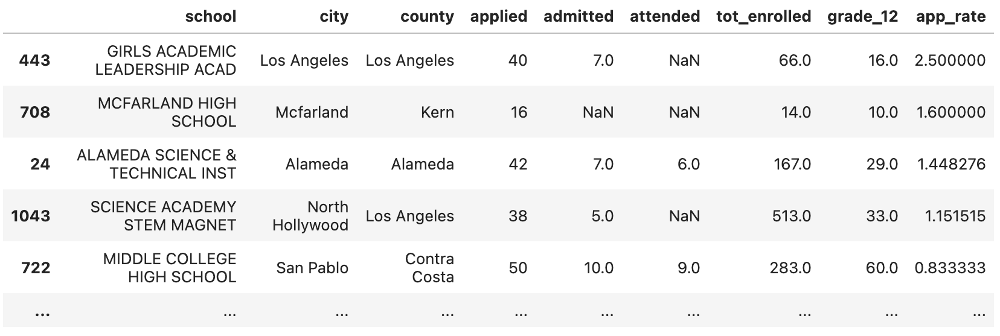 school city county applied admitted attended tot_enrolled grade_12 app_rate
443 GIRLS ACADEMIC LEADERSHIP ACAD Los Angeles Los Angeles 40 7.0 NaN 66.0 16.0 2.500000
708 MCFARLAND HIGH SCHOOL Mcfarland Kern 16 NaN NaN 14.0 10.0 1.600000
24 ALAMEDA SCIENCE & TECHNICAL INST Alameda Alameda 42 7.0 6.0 167.0 29.0 1.448276
1043 SCIENCE ACADEMY STEM MAGNET North Hollywood Los Angeles 38 5.0 NaN 513.0 33.0 1.151515
722 MIDDLE COLLEGE HIGH SCHOOL San Pablo Contra Costa 50 10.0 9.0 283.0 60.0 0.833333
... ... ... ... ... ... ... ... ... ...